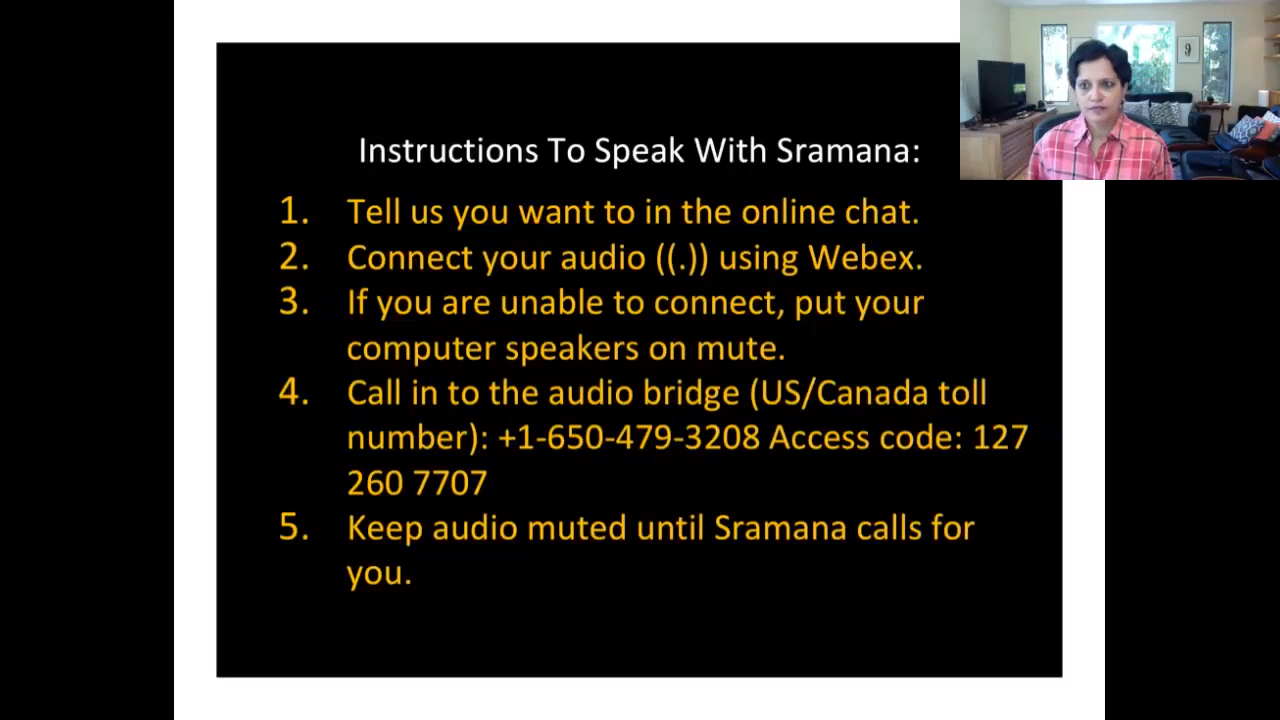 Instructions To Speak With Sramana:
1. Tell us you want to in the online chat.
2. Connect your audio ((.)) using Webex.
3. If you are unable to connect, put your
computer speakers on mute.
4. Call in to the audio bridge (US/Canada toll
number): +1-650-479-3208 Access code: 127
260 7707
5. Keep audio muted until Sramana calls for
you.